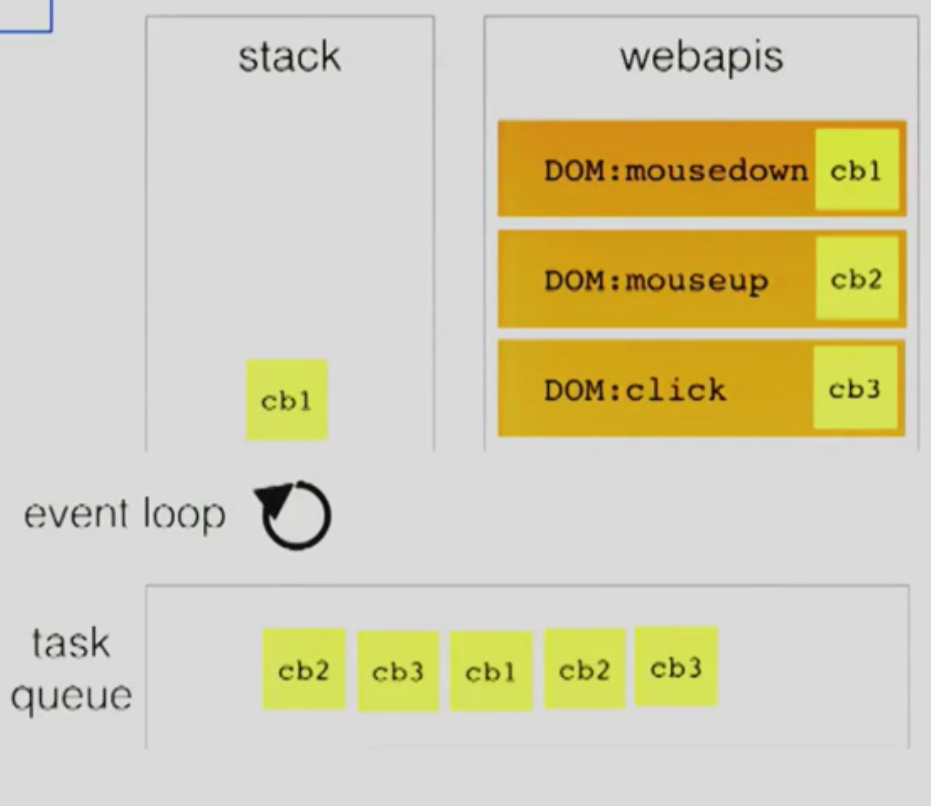 stack
webapis
DOM:mousedown cb1
DOM:mouseup cb2
DOM:click cb3
cb1
event loop
task
queue
cb2 cb3 cb1 cb2 cb3